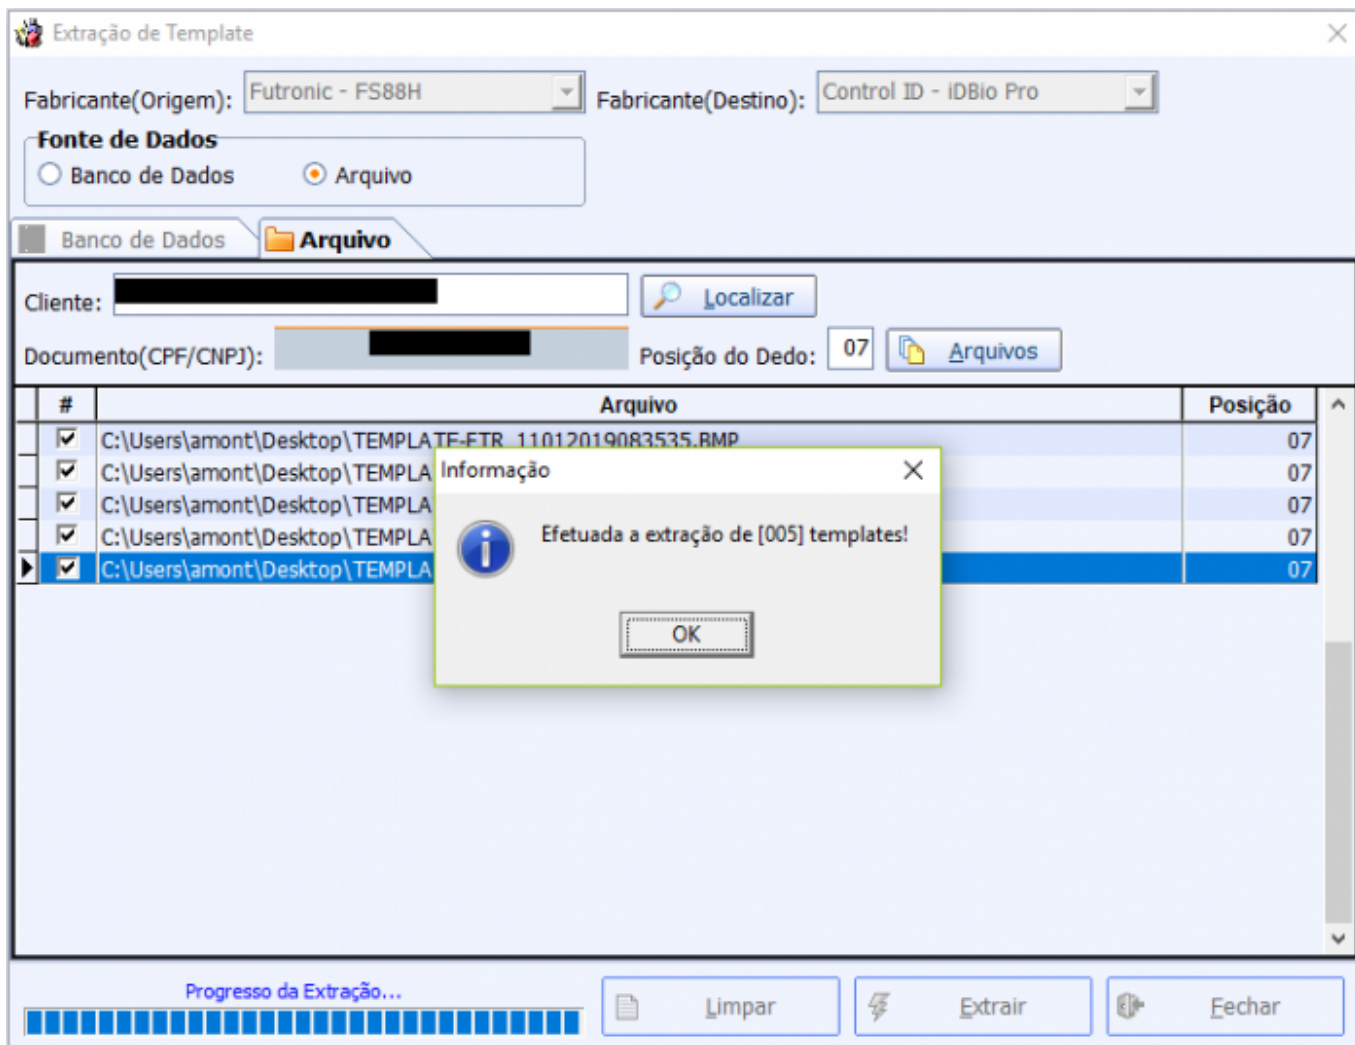 Extração de Template
Fabricante(Origem): Futronic - FS88H Fabricante(Destino): Control ID - iDBio Pro
Fonte de Dados
Banco de Dados Arquivo
Banco de Dados Arquivo
Cliente: Localizar
Documento(CPF/CNPJ): Posição do Dedo: 07 Arquivos
# Arquivo Posição
C:\Users\amont\Desktop\TEMPLATE-FTR_11012019083535.BMP 07
C:\Users\amont\Desktop\TEMPLA 07
C:\Users\amont\Desktop\TEMPLA 07
C:\Users\amont\Desktop\TEMPLA 07
C:\Users\amont\Desktop\TEMPLA 07
Informação
Efetuada a extração de [005] templates!
OK
Progresso da Extração...
Limpar Extrair Fechar